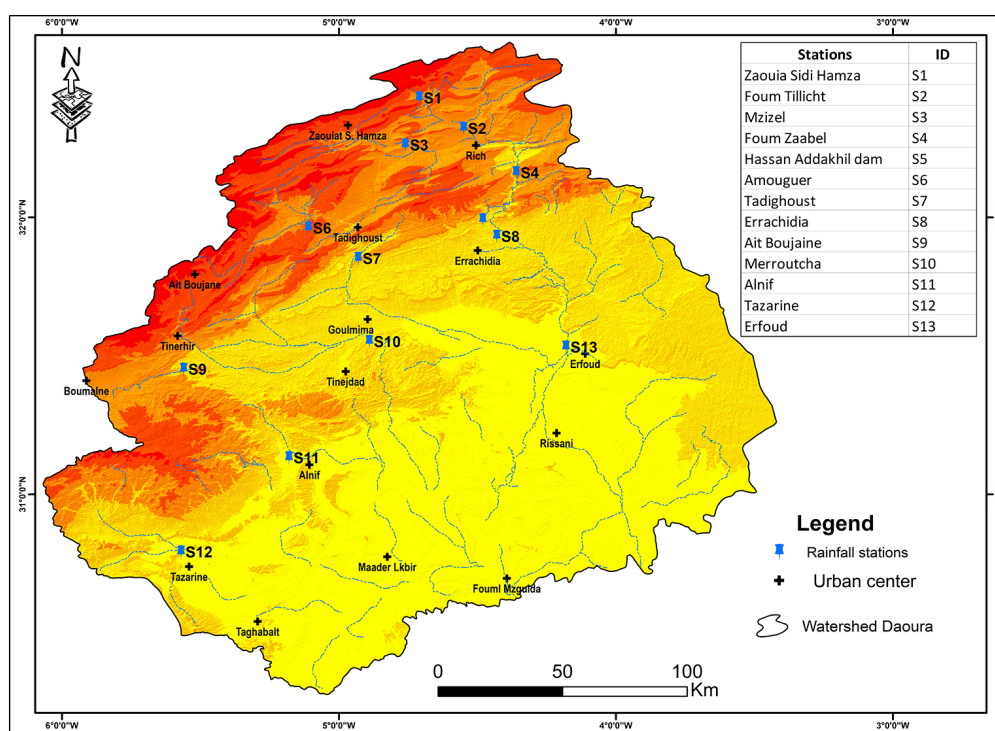 6°0'0"W 5°0'0"W 4°0'0"W 3°0'0"W
N
Stations ID
Zaouia Sidi Hamza S1
Foum Tillicht S2
Mzizel S3
Foum Zaabel S4
Hassan Addakhil dam S5
Amouguer S6
Tadighoust S7
Errachidia S8
Ait Boujaine S9
Merroutcha S10
Alnif S11
Tazarine S12
Erfoud S13
S1
S2
Zaouiat S. Hamza
S3
Rich
S4
32°0'0"N
S6
Tadighoust
S8
S7
Errachidia
Ait Boujane
Goulmima
Tinerhir
S10
S13
Erfoud
S9
Tinejdad
Boumalne
Rissani
S11
Alnif
31°0'0"N
S12
Tazarine
Maader Lkbir
Fouml Mzguida
Taghabalt
Legend
Rainfall stations
Urban center
Watershed Daoura
0 50 100
Km
6°0'0"W 5°0'0"W 4°0'0"W 3°0'0"W